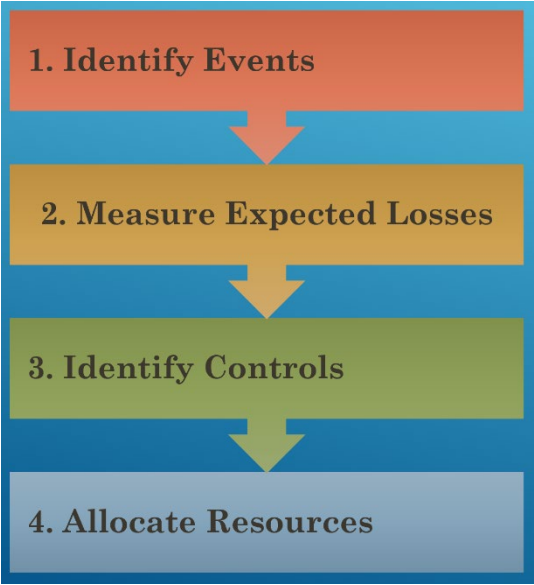 1. Identify Events
2. Measure Expected Losses
3. Identify Controls
4. Allocate Resources